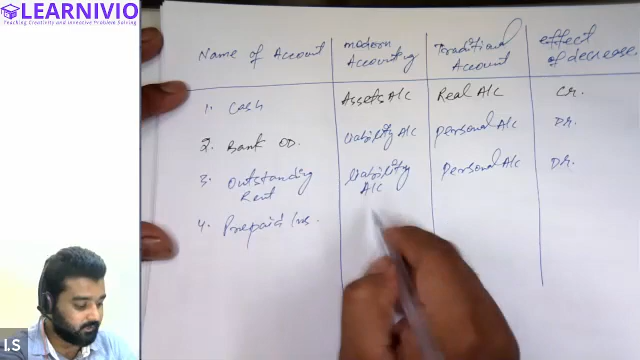 LEARNIVIO
Teaching Creativity and Inventive Problem Solving
Name of Account
modern Accounting
Traditional Account
effect of decrease
1. Cash
Assets A/c
Real A/c
Cr.
2. Bank OD.
Liability A/c
Personal A/c
Dr.
3. Outstanding Rent
Liability A/c
Personal A/c
Dr.
4. Prepaid Ins.
I.S